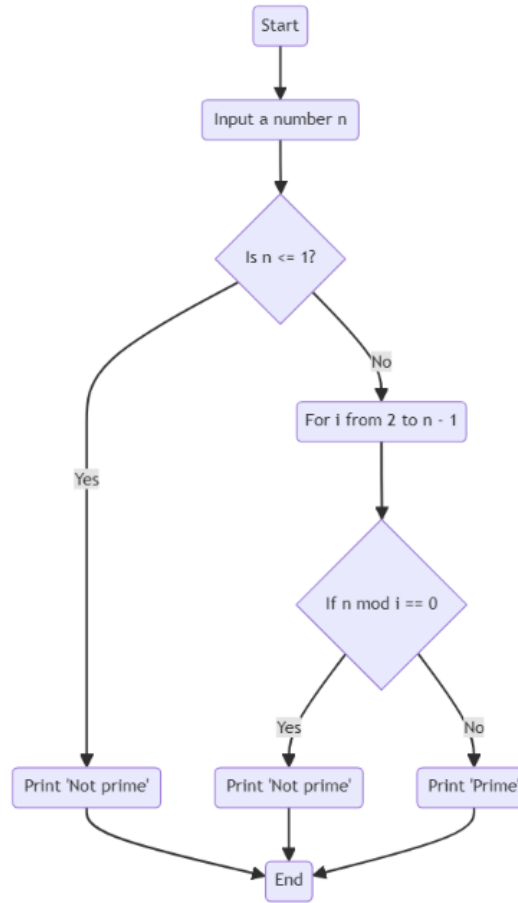 Start
Input a number n
Is n <= 1?
No
For i from 2 to n - 1
Yes
If n mod i == 0
Yes
No
Print 'Not prime'
Print 'Not prime'
Print 'Prime'
End